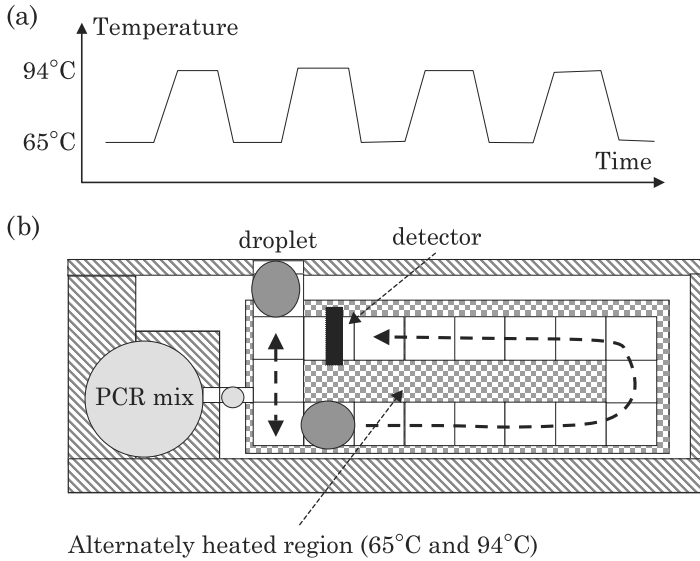 (a)
Temperature
94°C
65°C
Time
(b)
droplet
detector
PCR mix
Alternately heated region (65°C and 94°C)